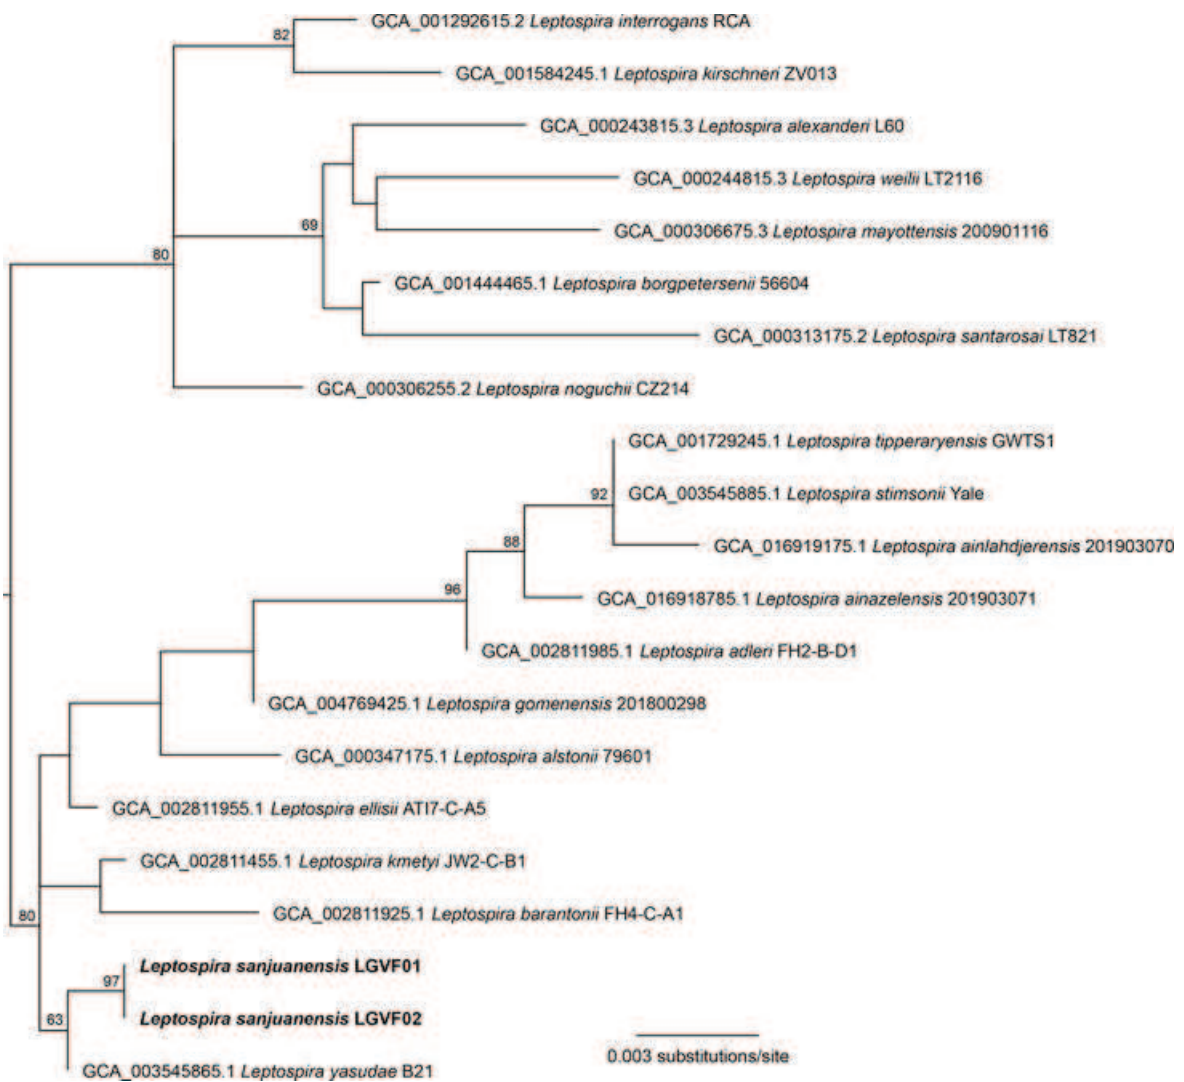 GCA_001292615.2 Leptospira interrogans RCA
82
GCA_001584245.1 Leptospira kirschneri ZV013
GCA_000243815.3 Leptospira alexanderi L60
GCA_000244815.3 Leptospira weilii LT2116
69
GCA_000306675.3 Leptospira mayottensis 200901116
80
GCA_001444465.1 Leptospira borgpetersenii 56604
GCA_000313175.2 Leptospira santarosai LT821
GCA_000306255.2 Leptospira noguchii CZ214
GCA_001729245.1 Leptospira tipperaryensis GWTS1
92
GCA_003545885.1 Leptospira stimsonii Yale
88
GCA_016919175.1 Leptospira ainlahdjerensis 201903070
96
GCA_016918785.1 Leptospira ainazelensis 201903071
GCA_002811985.1 Leptospira adleri FH2-B-D1
GCA_004769425.1 Leptospira gomenensis 201800298
GCA_000347175.1 Leptospira alstonii 79601
GCA_002811955.1 Leptospira ellisii ATI7-C-A5
GCA_002811455.1 Leptospira kmetyi JW2-C-B1
80
GCA_002811925.1 Leptospira barantonii FH4-C-A1
Leptospira sanjuanensis LGVF01
97
Leptospira sanjuanensis LGVF02
63
0.003 substitutions/site
GCA_003545865.1 Leptospira yasudae B21